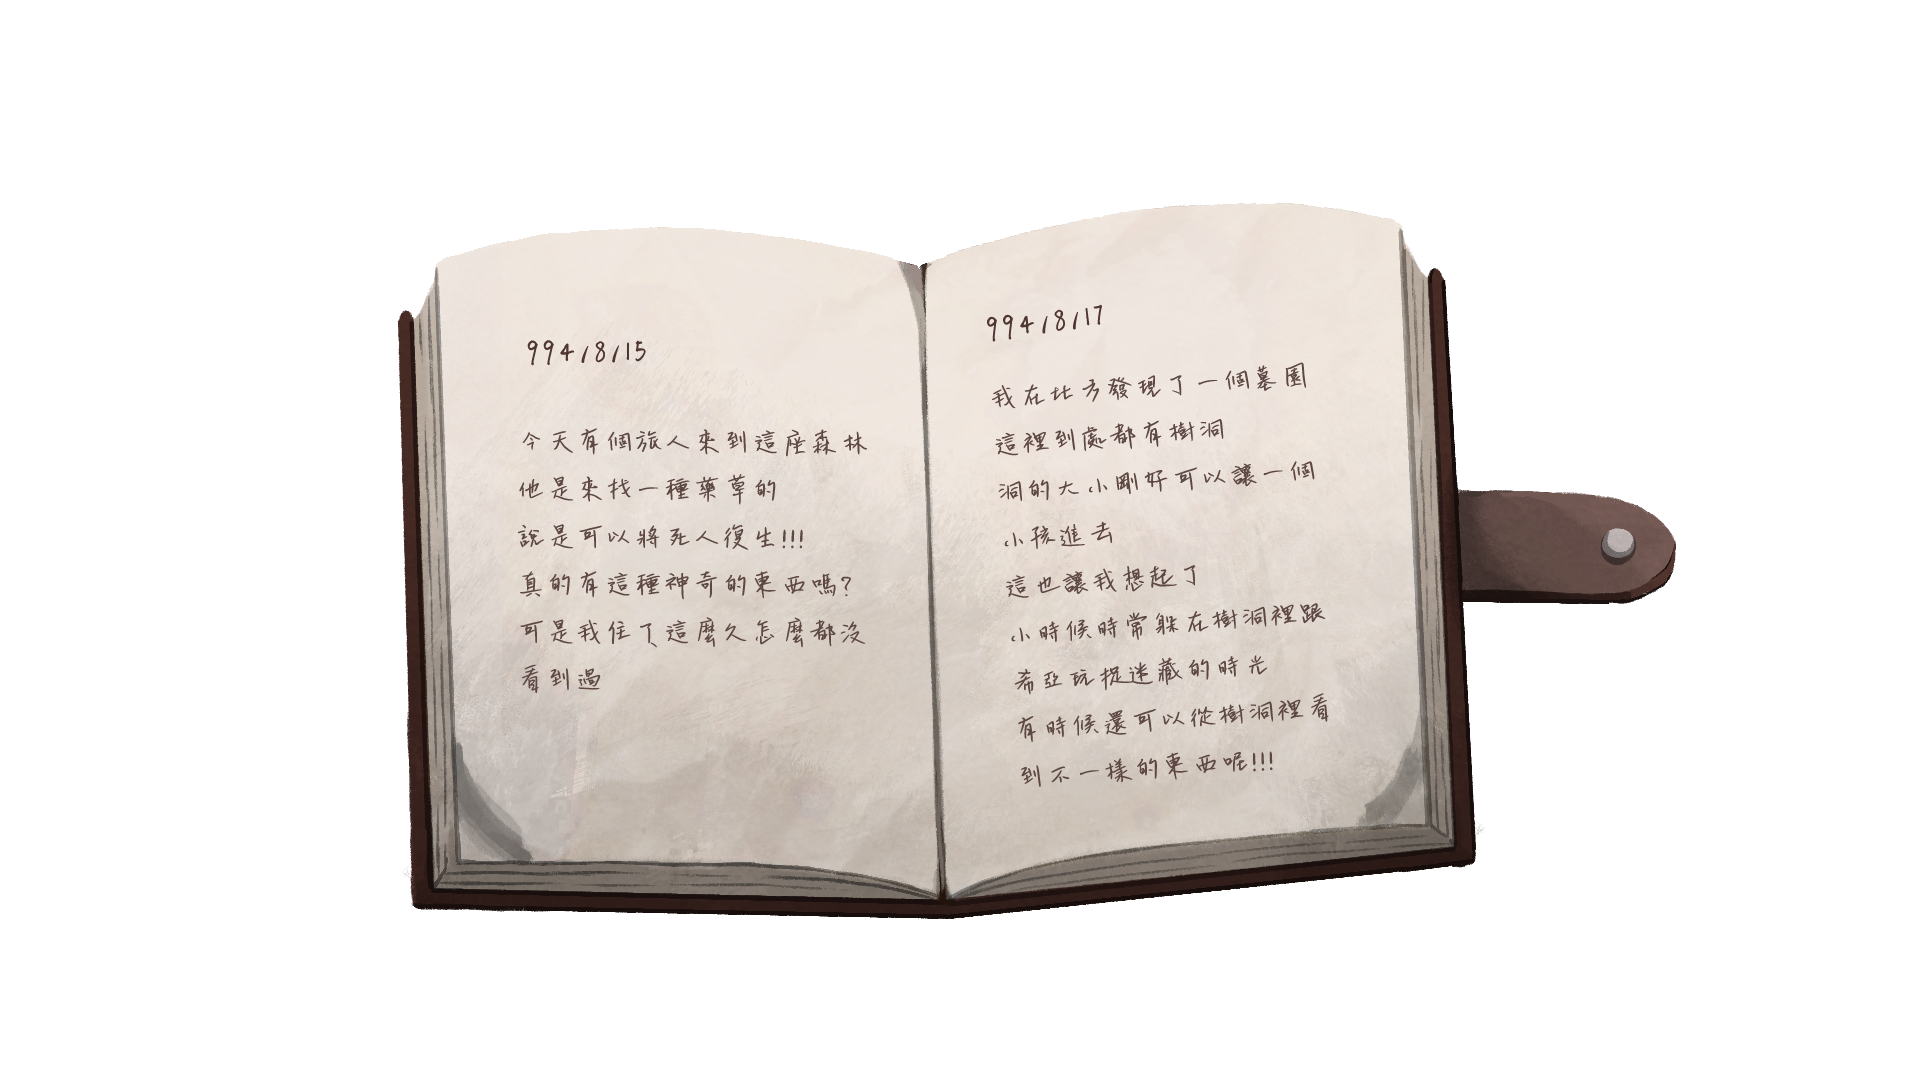 994/8/15
今天有個旅人來到這座森林
他是來找一種藥草的
說是可以將死人復生!!!
真的有這種神奇的東西嗎?
可是我住了這麼久怎麼都沒
看到過
994/8/17
我在北方發現了一個墓園
這裡到處都有樹洞
洞的大小剛好可以讓一個
小孩進去
這也讓我想起了
小時候時常躲在樹洞裡跟
希亞玩捉迷藏的時光
有時候還可以從樹洞裡看
到不一樣的東西呢!!!